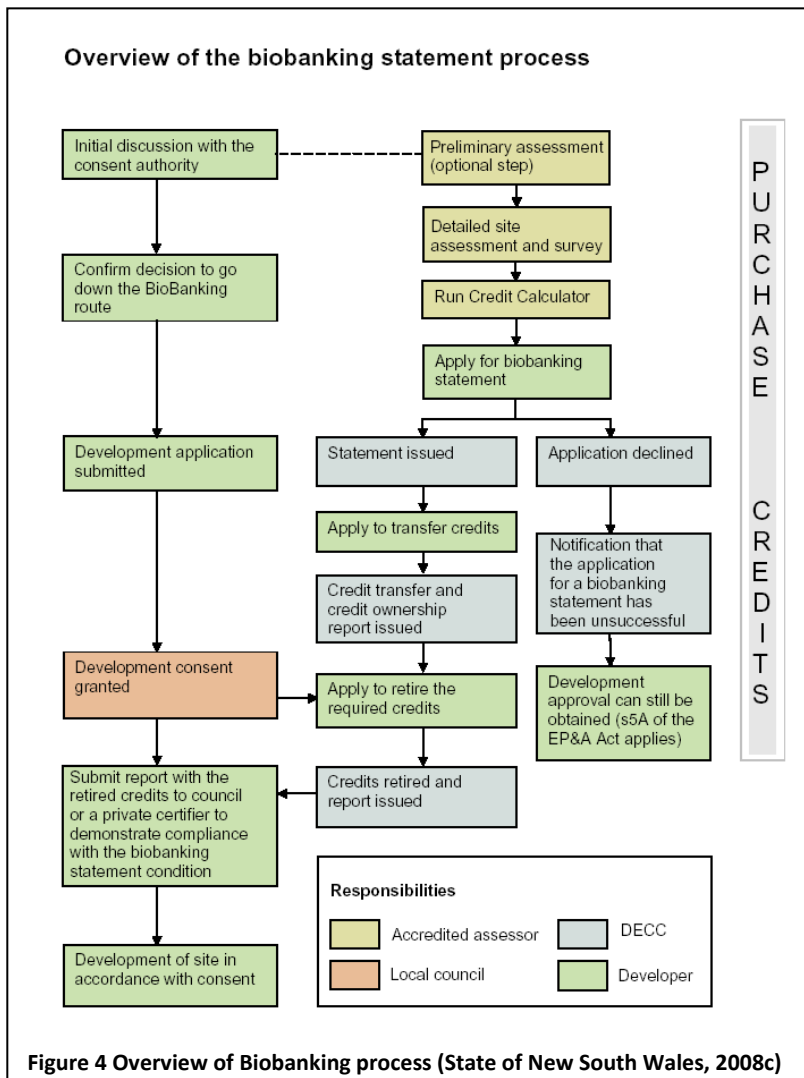 Overview of the biobanking statement process
Initial discussion with the
consent authority
Preliminary assessment
(optional step)
Detailed site
assessment and survey
Confirm decision to go
down the BioBanking
route
Run Credit Calculator
Apply for biobanking
statement
Development application
submitted
Statement issued
Application declined
Apply to transfer credits
Notification that
the application
for a biobanking
statement has
been unsuccessful
Credit transfer and
credit ownership
report issued
Development consent
granted
Apply to retire the
required credits
Development
approval can still be
obtained (s5A of the
EP&A Act applies)
Submit report with the
retired credits to council
or a private certifier to
demonstrate compliance
with the biobanking
statement condition
Credits retired and
report issued
Development of site in
accordance with consent
PURCHASE CREDITS
Responsibilities
Accredited assessor
DECC
Local council
Developer
Figure 4 Overview of Biobanking process (State of New South Wales, 2008c)